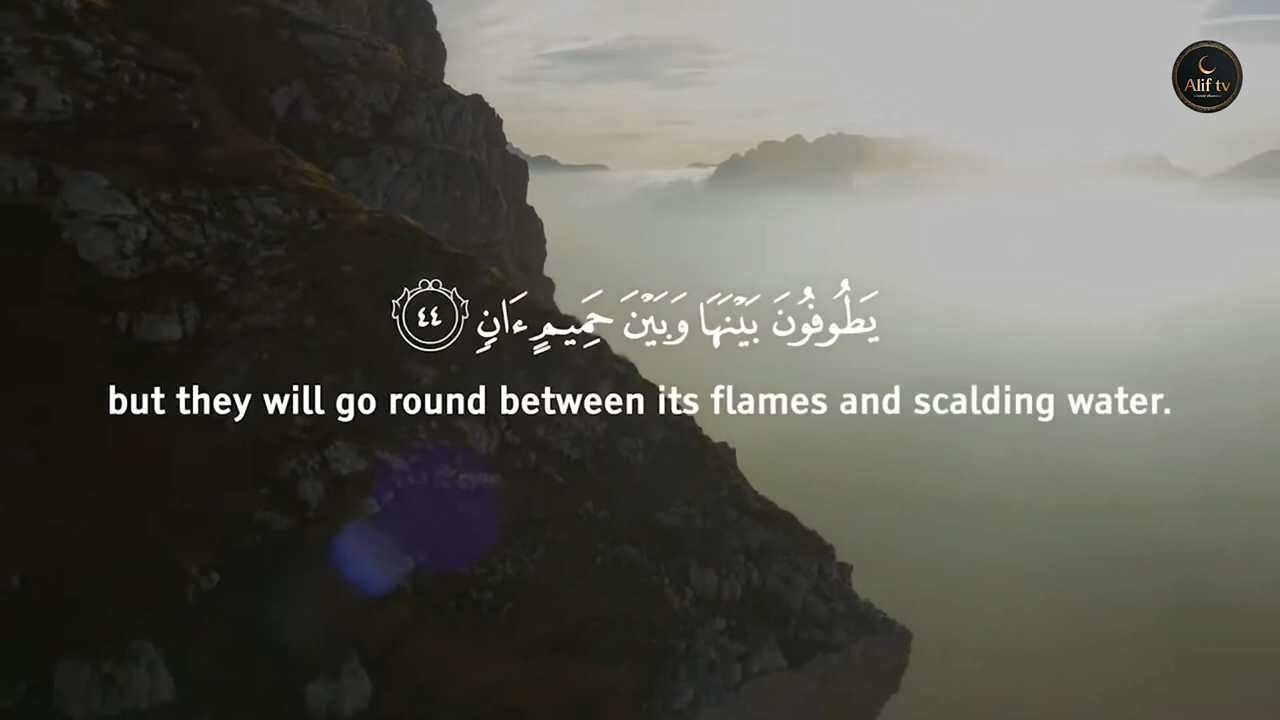 Alif tv
يَطُوفُونَ بَيْنَهَا وَبَيْنَ حَمِيمٍ ءَانٍ ٤٤
but they will go round between its flames and scalding water.